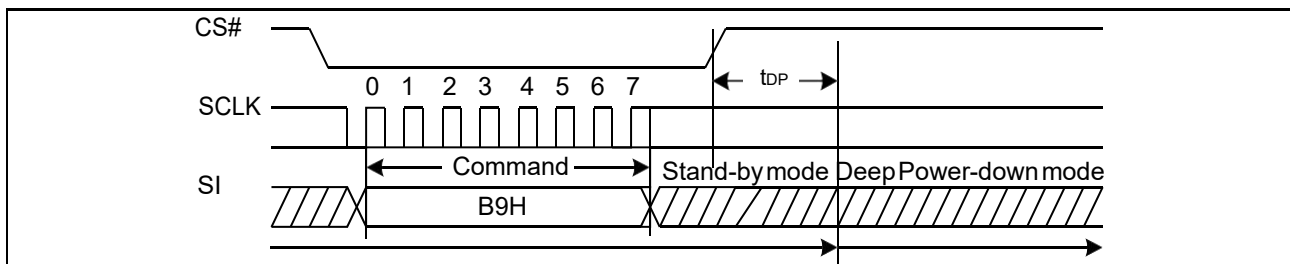 CS#
tDP
0 1 2 3 4 5 6 7
SCLK
Command
Stand-by mode Deep Power-down mode
SI
B9H